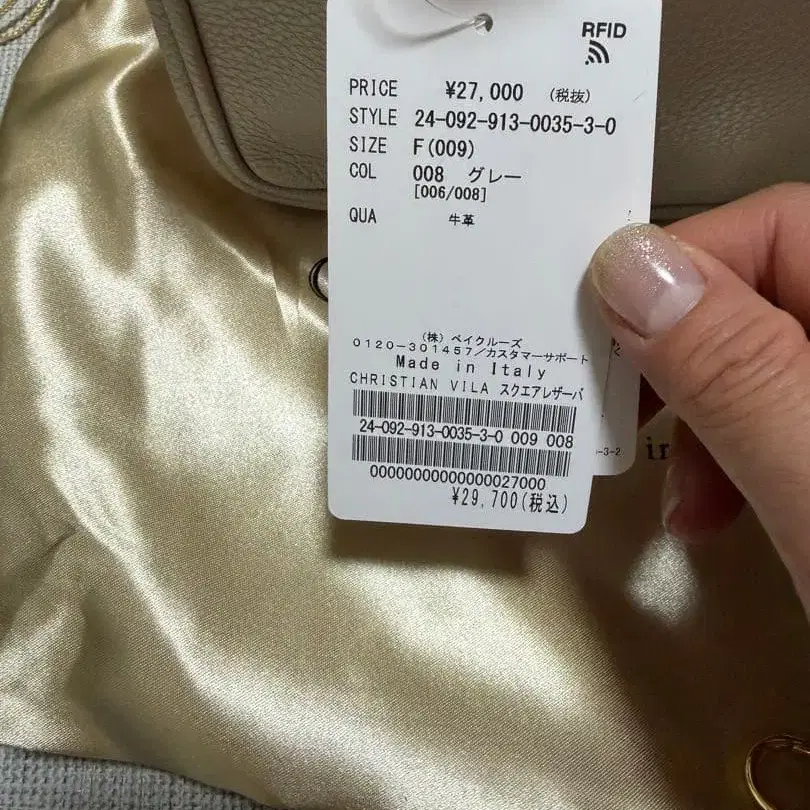 RFID
PRICE ¥27,000 (税抜)
STYLE 24-092-913-0035-3-0
SIZE F(009)
COL 008 グレー
[006/008]
QUA 牛革
(株) ベイクルーズ
0120-301457/カスタマーサポート
Made in Italy
CHRISTIAN VILA スクエアレザーバ
24-092-913-0035-3-0 009 008
00000000000000027000
¥29,700(税込)
-3-2